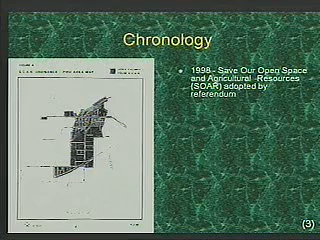 Chronology
1998 - Save Our Open Space
and Agricultural Resources
(SOAR) adopted by
referendum
(3)